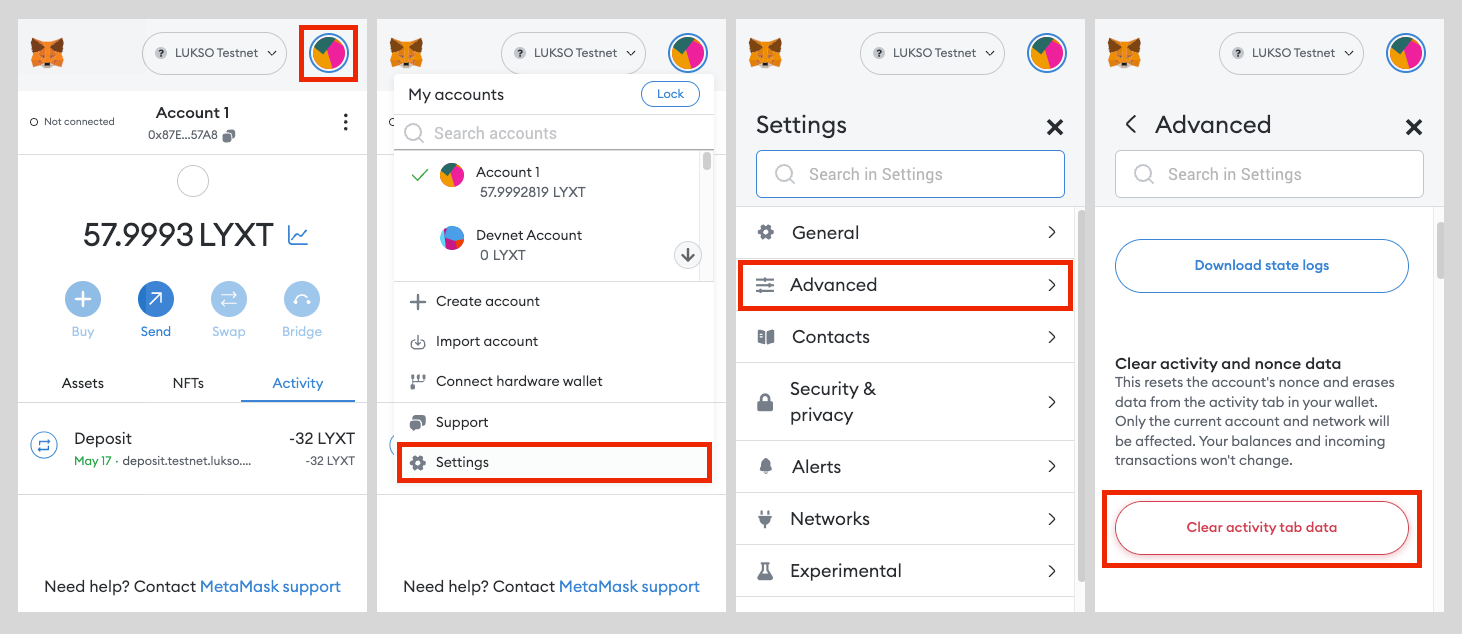 ? LUKSO Testnet
Not connected
Account 1
0x87E...57A8
57.9993 LYXT
Buy
Send
Swap
Bridge
Assets
NFTs
Activity
Deposit
-32 LYXT
May 17 · deposit.testnet.lukso....
-32 LYXT
Need help? Contact MetaMask support
? LUKSO Testnet
My accounts
Lock
Search accounts
Account 1
57.9992819 LYXT
Devnet Account
0 LYXT
Create account
Import account
Connect hardware wallet
Support
Settings
Need help? Contact MetaMask support
? LUKSO Testnet
Settings
Search in Settings
General
Advanced
Contacts
Security &
privacy
Alerts
Networks
Experimental
? LUKSO Testnet
Advanced
Search in Settings
Download state logs
Clear activity and nonce data
This resets the account's nonce and erases
data from the activity tab in your wallet.
Only the current account and network will
be affected. Your balances and incoming
transactions won't change.
Clear activity tab data